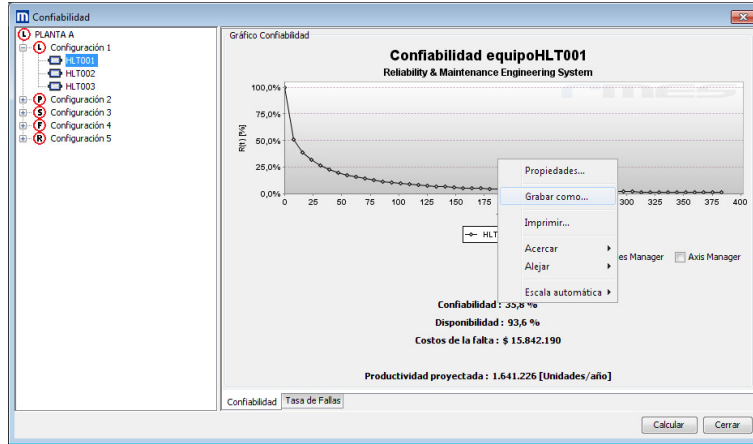 Confiabilidad
PLANTA A
Configuración 1
HLT001
HLT002
HLT003
Configuración 2
Configuración 3
Configuración 4
Configuración 5
Gráfico Confiabilidad
Confiabilidad equipoHLT001
Reliability & Maintenance Engineering System
rmes
R(t) [%]
100,0%
75,0%
50,0%
25,0%
0,0%
0 25 50 75 100 125 150 175 300 325 350 375 400
HLT
Propiedades...
Grabar como...
Imprimir...
Acercar
Alejar
Escala automática
es Manager Axis Manager
Confiabilidad : 35,8 %
Disponibilidad : 93,6 %
Costos de la falta : $ 15.842.190
Productividad proyectada : 1.641.226 [Unidades/año]
Confiabilidad Tasa de Fallas
Calcular Cerrar